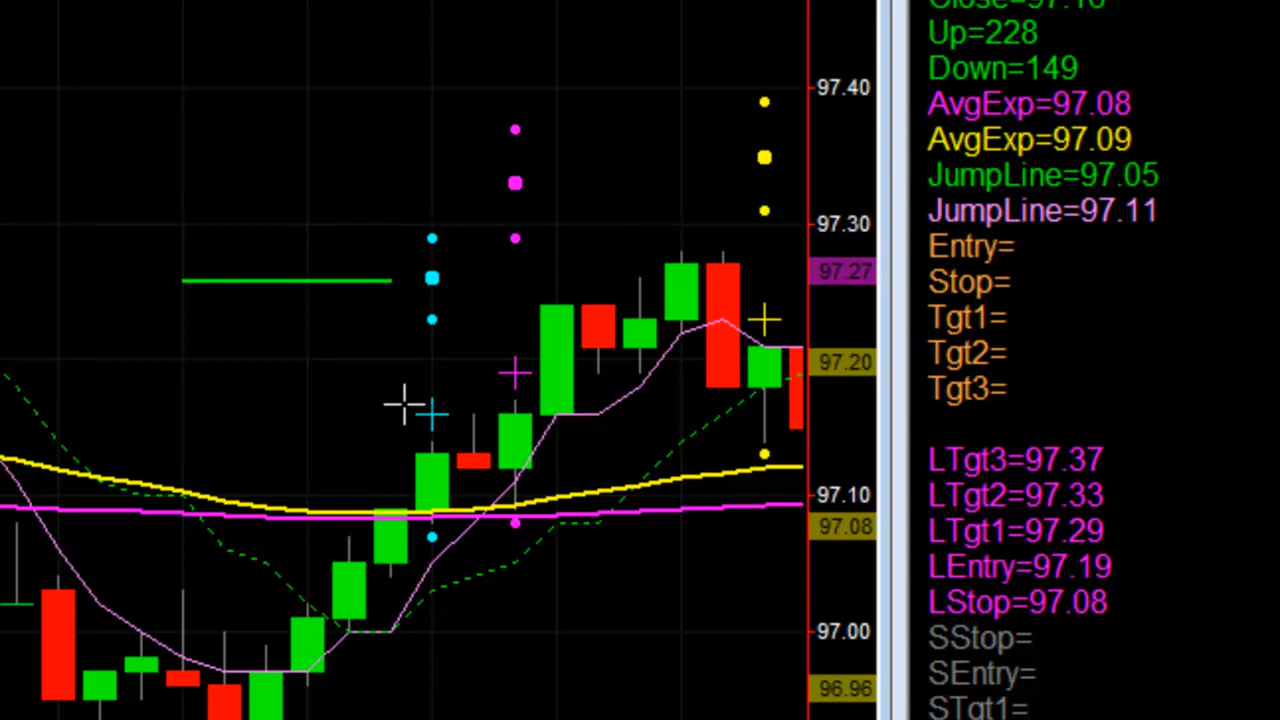 97.40
97.30
97.27
97.20
97.10
97.08
97.00
96.96
Up=228
Down=149
AvgExp=97.08
AvgExp=97.09
JumpLine=97.05
JumpLine=97.11
Entry=
Stop=
Tgt1=
Tgt2=
Tgt3=
LTgt3=97.37
LTgt2=97.33
LTgt1=97.29
LEntry=97.19
LStop=97.08
SStop=
SEntry=
STgt1=